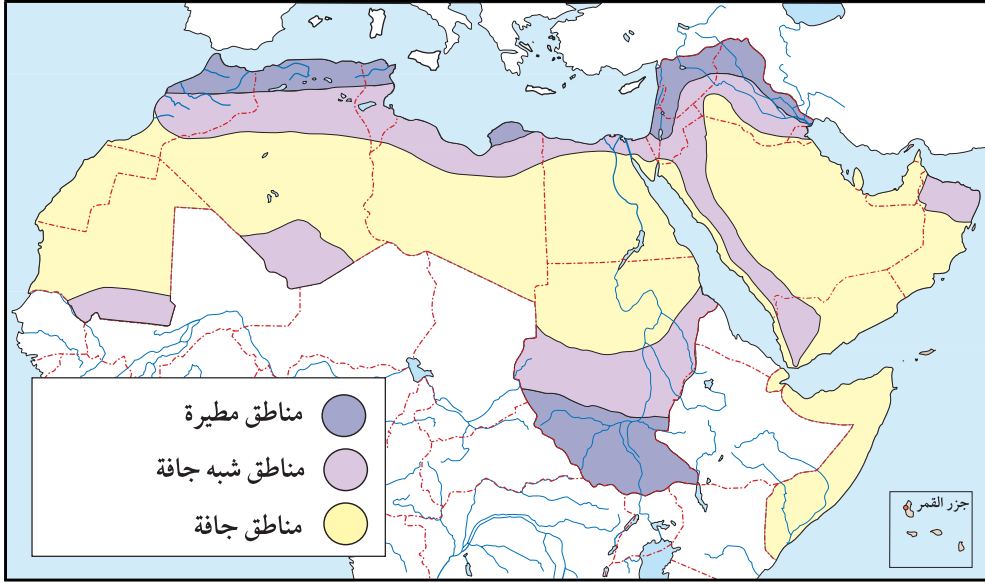 مناطق مطيرة
مناطق شبه جافة
مناطق جافة
جزر القمر